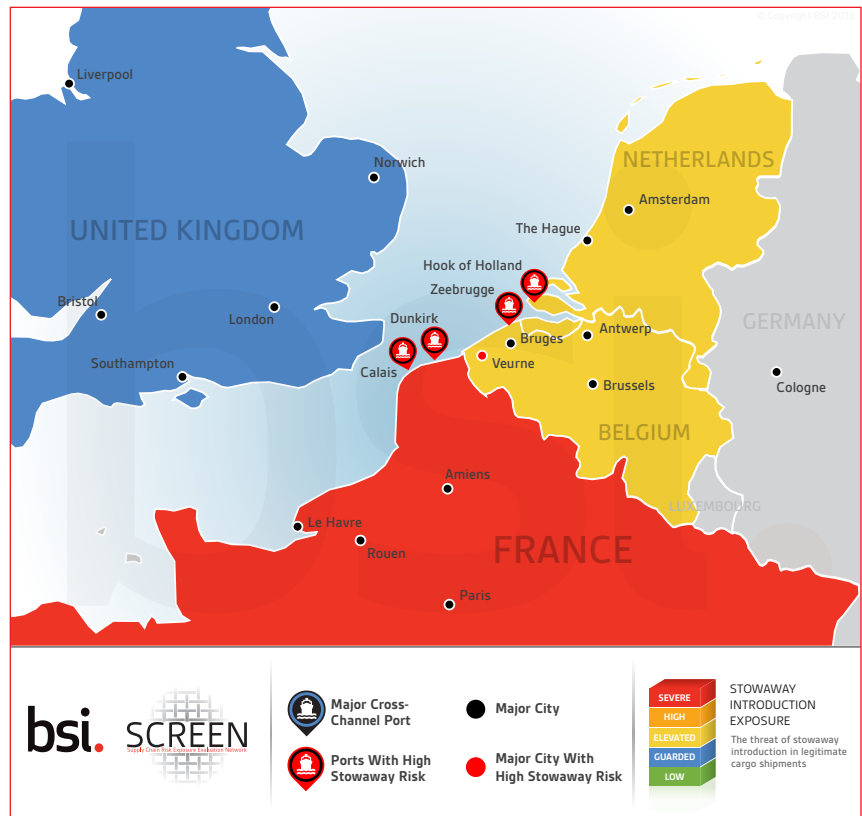 © Copyright BSI 2016
Liverpool
Norwich
NETHERLANDS
Amsterdam
UNITED KINGDOM
The Hague
Hook of Holland
Zeebrugge
Bristol
London
Dunkirk
Bruges
Antwerp
GERMANY
Southampton
Calais
Veurne
Brussels
Cologne
BELGIUM
Amiens
LUXEMBOURG
Le Havre
Rouen
FRANCE
Paris
bsi.
SCREEN
Supply Chain Risk Exposure Evaluation Network
Major Cross-
Channel Port
Major City
Ports With High
Stowaway Risk
Major City With
High Stowaway Risk
SEVERE
HIGH
ELEVATED
GUARDED
LOW
STOWAWAY
INTRODUCTION
EXPOSURE
The threat of stowaway
introduction in legitimate
cargo shipments
bsi